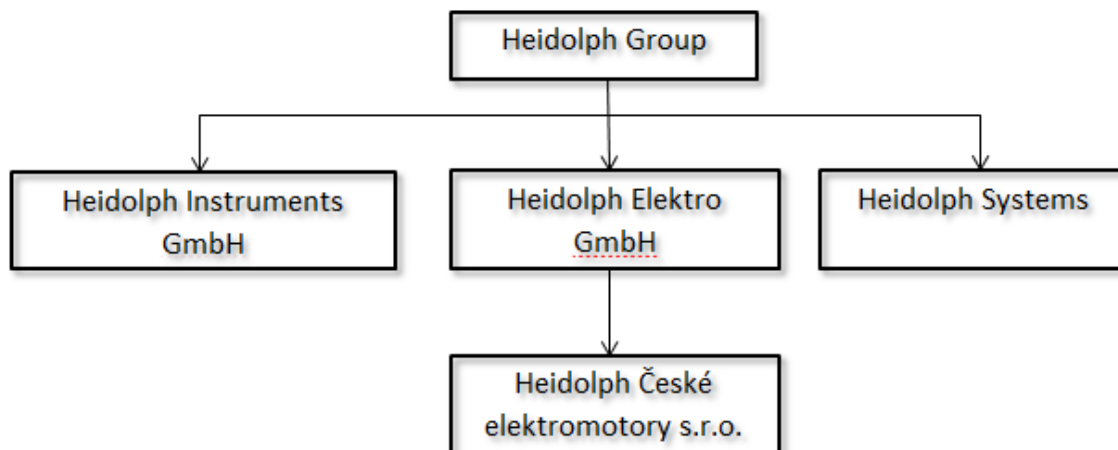 Heidolph Group
Heidolph Instruments
GmbH
Heidolph Elektro
GmbH
Heidolph Systems
Heidolph České
elektromotory s.r.o.